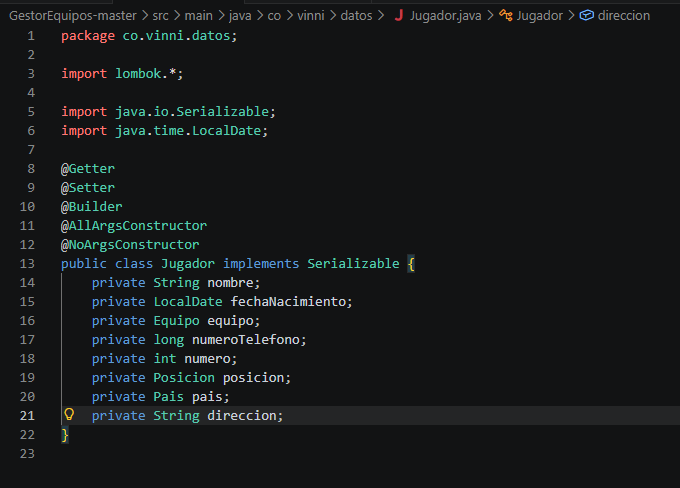 GestorEquipos-master > src > main > java > co > vinni > datos > J Jugador.java > Jugador > direccion
1 package co.vinni.datos;
2
3 import lombok.*;
4
5 import java.io.Serializable;
6 import java.time.LocalDate;
7
8 @Getter
9 @Setter
10 @Builder
11 @AllArgsConstructor
12 @NoArgsConstructor
13 public class Jugador implements Serializable {
14     private String nombre;
15     private LocalDate fechaNacimiento;
16     private Equipo equipo;
17     private long numeroTelefono;
18     private int numero;
19     private Posicion posicion;
20     private Pais pais;
21     private String direccion;
22 }
23